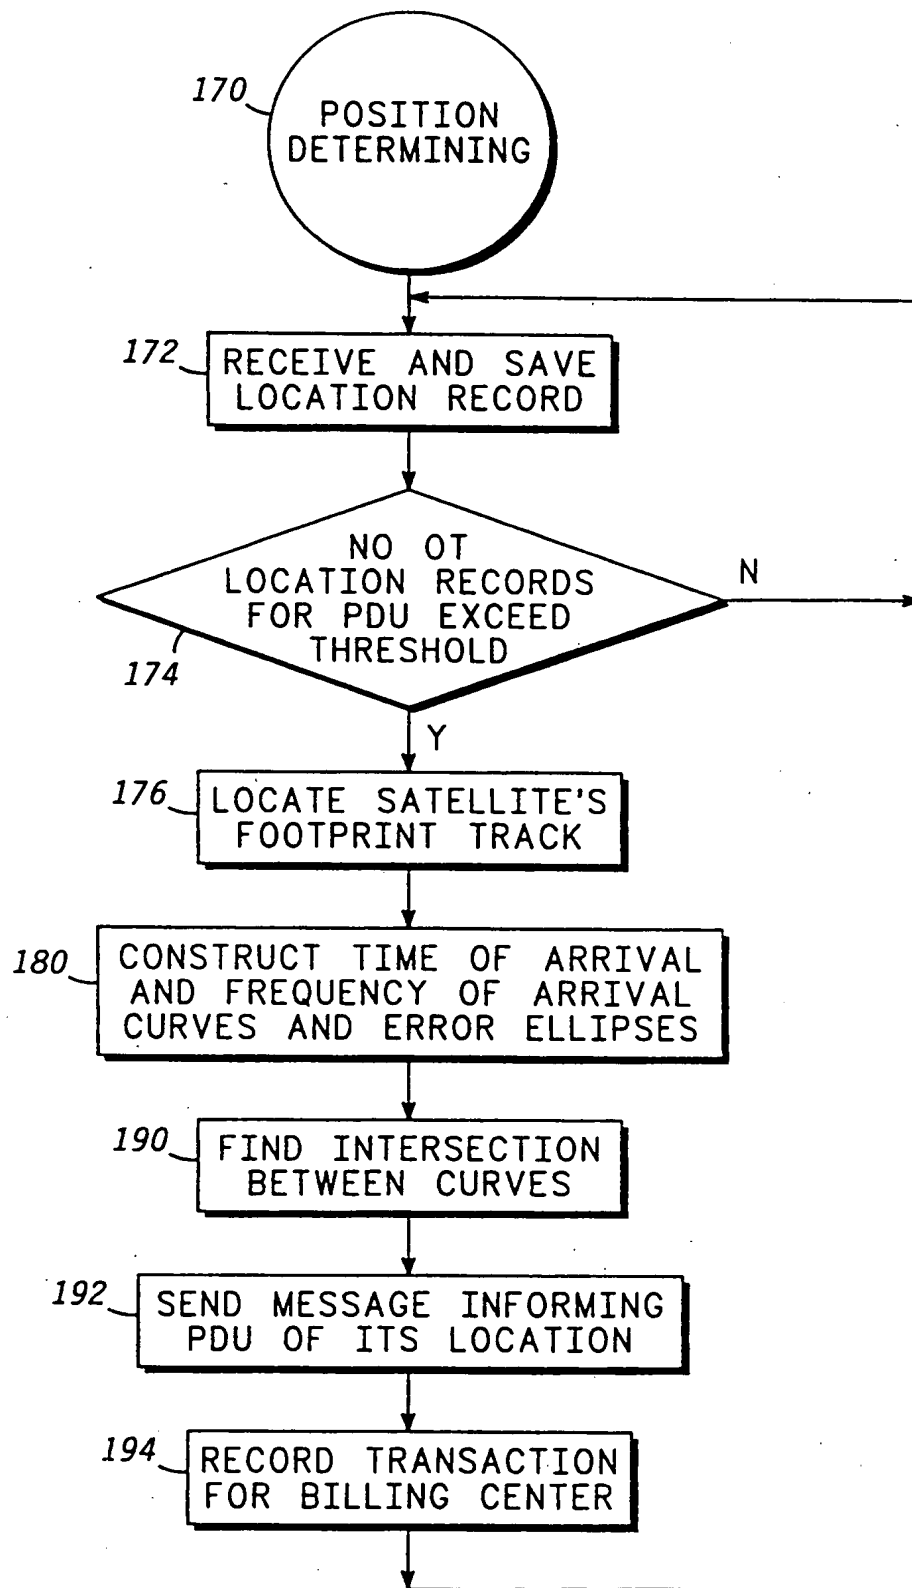 170
POSITION
DETERMINING
172
RECEIVE AND SAVE
LOCATION RECORD
NO OT
LOCATION RECORDS
FOR PDU EXCEED
THRESHOLD
N
174
Y
176
LOCATE SATELLITE'S
FOOTPRINT TRACK
180
CONSTRUCT TIME OF ARRIVAL
AND FREQUENCY OF ARRIVAL
CURVES AND ERROR ELLIPSES
190
FIND INTERSECTION
BETWEEN CURVES
192
SEND MESSAGE INFORMING
PDU OF ITS LOCATION
194
RECORD TRANSACTION
FOR BILLING CENTER